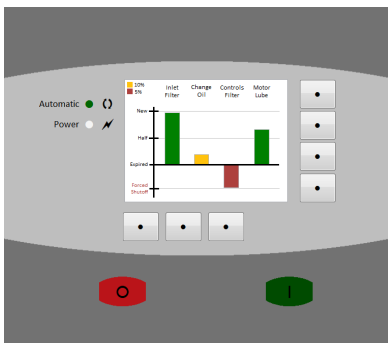 10%
5%
Inlet Filter
Change Oil
Controls Filter
Motor Lube
Automatic
Power
New
Half
Expired
Forced Shutoff